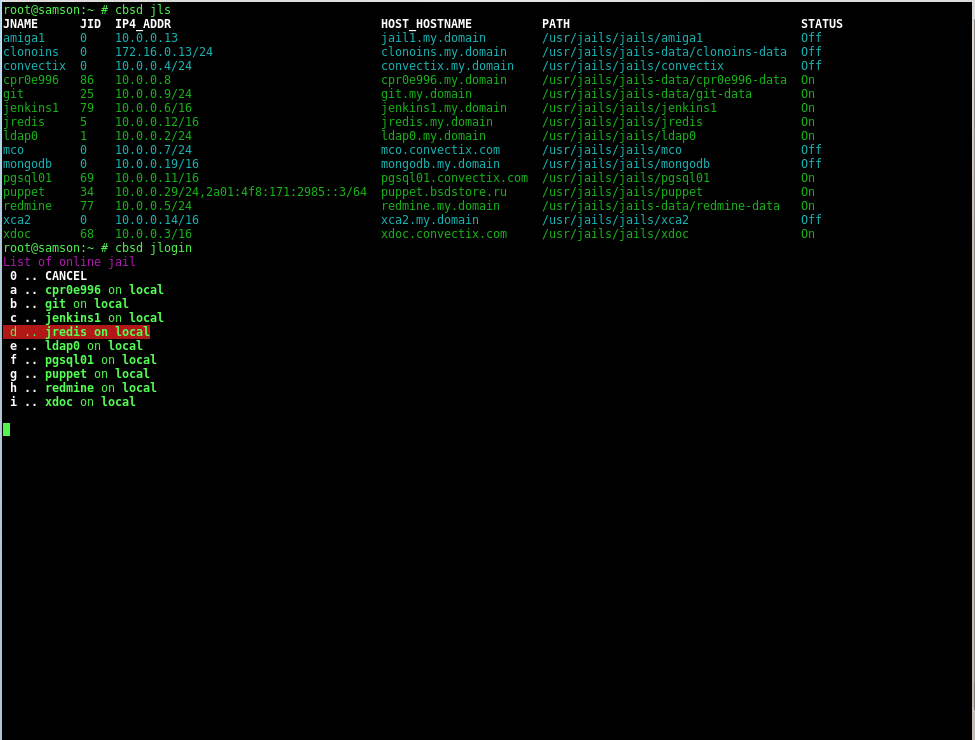 root@samson:~ # cbsd jls
JNAME JID IP4_ADDR HOST_HOSTNAME PATH STATUS
amiga1 0 10.0.0.13 jail1.my.domain /usr/jails/jails/amiga1 Off
clonoins 0 172.16.0.13/24 clonoins.my.domain /usr/jails/jails-data/clonoins-data Off
convectix 0 10.0.0.4/24 convectix.my.domain /usr/jails/jails/convectix Off
cpr0e996 86 10.0.0.8 cpr0e996.my.domain /usr/jails/jails-data/cpr0e996-data On
git 25 10.0.0.9/24 git.my.domain /usr/jails/jails-data/git-data On
jenkins1 79 10.0.0.6/16 jenkins1.my.domain /usr/jails/jails/jenkins1 On
jredis 5 10.0.0.12/16 jredis.my.domain /usr/jails/jails/jredis On
ldap0 1 10.0.0.2/24 ldap0.my.domain /usr/jails/jails/ldap0 On
mco 0 10.0.0.7/24 mco.convectix.com /usr/jails/jails/mco Off
mongodb 0 10.0.0.19/16 mongodb.my.domain /usr/jails/jails/mongodb Off
pgsql01 69 10.0.0.11/16 pgsql01.convectix.com /usr/jails/jails/pgsql01 On
puppet 34 10.0.0.29/24,2a01:4f8:171:2985::3/64 puppet.bsdstore.ru /usr/jails/jails/puppet On
redmine 77 10.0.0.5/24 redmine.my.domain /usr/jails/jails-data/redmine-data On
xca2 0 10.0.0.14/16 xca2.my.domain /usr/jails/jails/xca2 Off
xdoc 68 10.0.0.3/16 xdoc.convectix.com /usr/jails/jails/xdoc On
root@samson:~ # cbsd jlogin
List of online jail
0 .. CANCEL
a .. cpr0e996 on local
b .. git on local
c .. jenkins1 on local
d .. jredis on local
e .. ldap0 on local
f .. pgsql01 on local
g .. puppet on local
h .. redmine on local
i .. xdoc on local